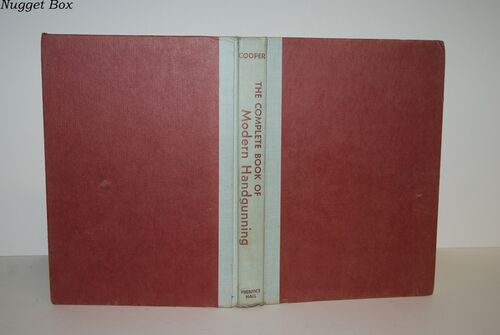 Nugget Box
COOPER
THE COMPLETE BOOK OF
Modern Handgunning
PRENTICE
HALL